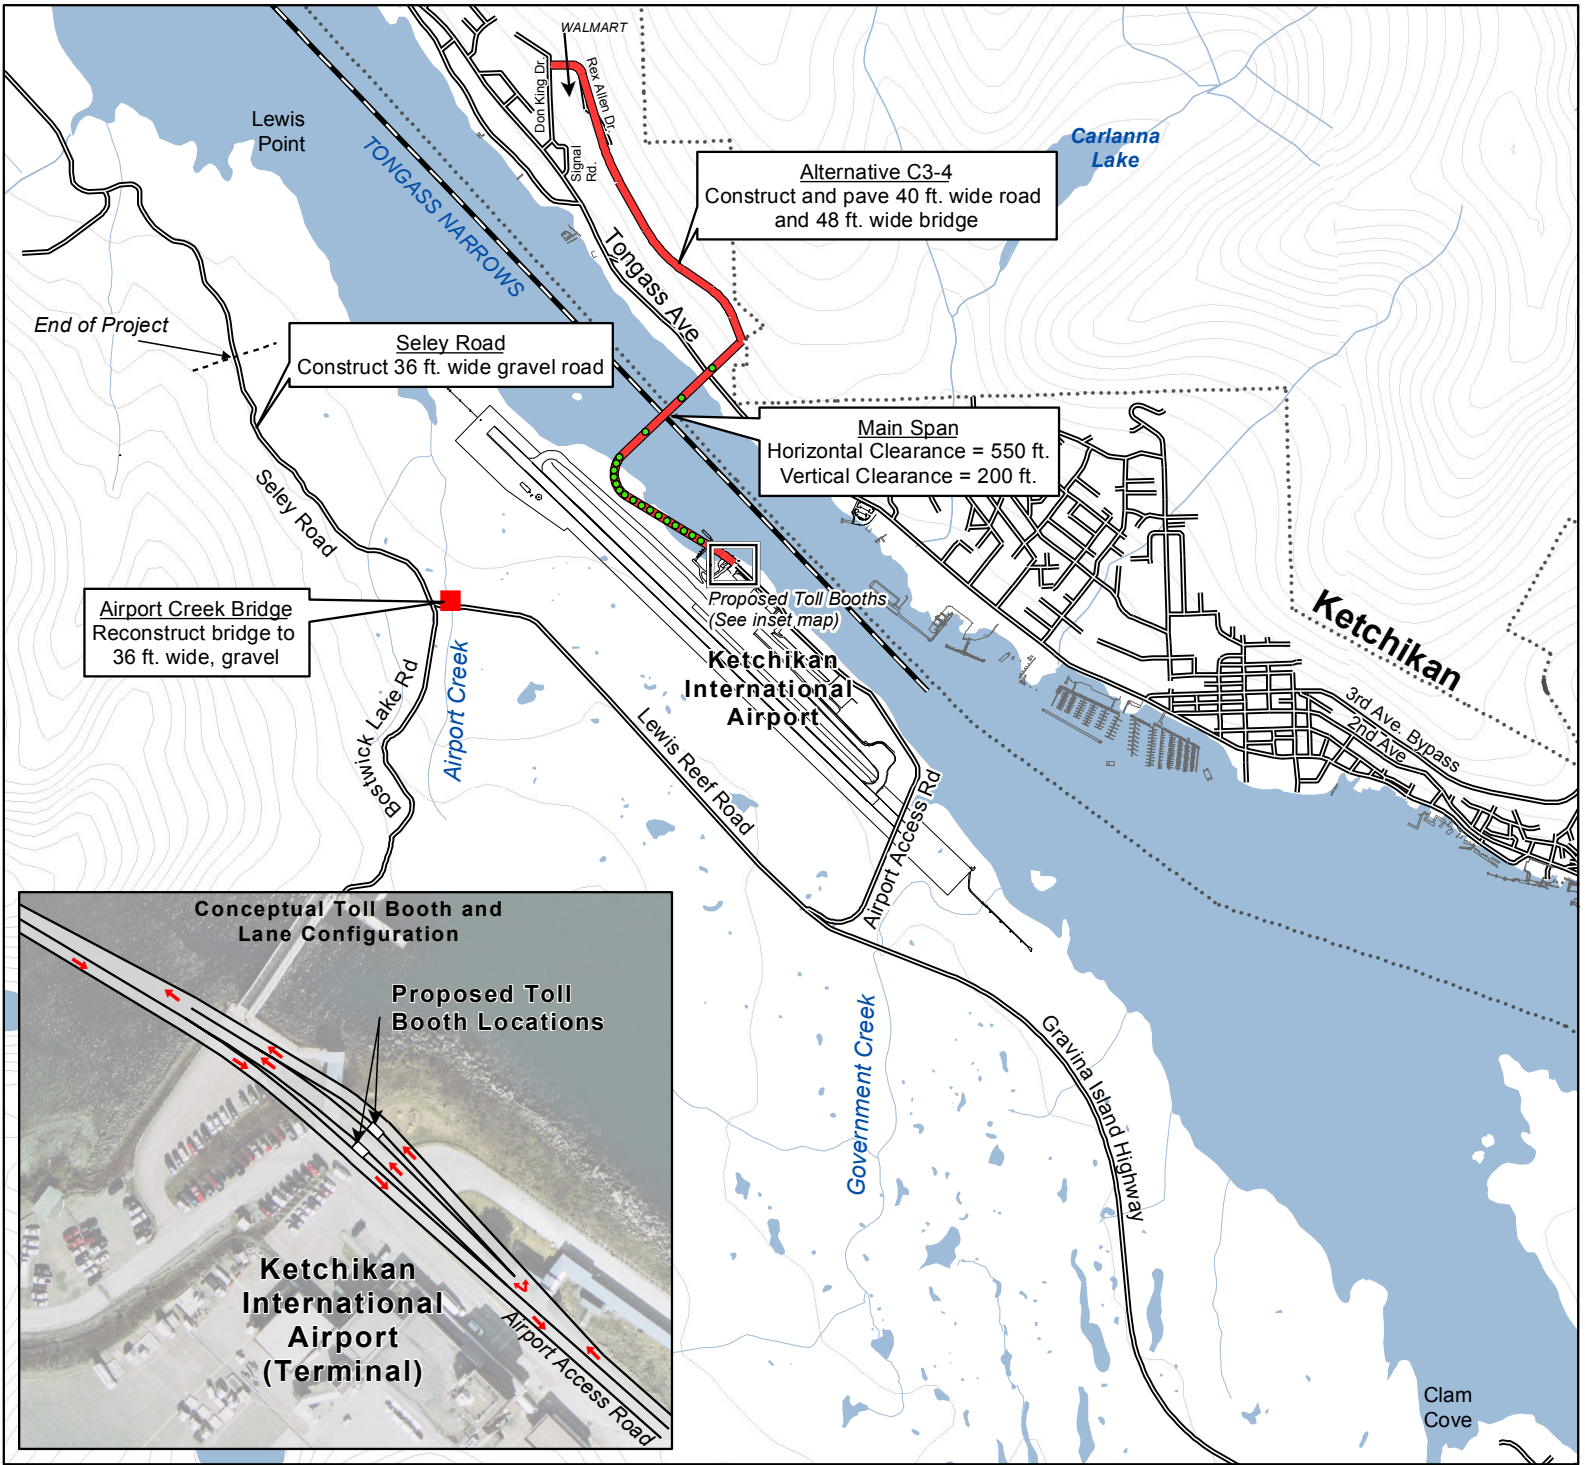 WALMART
Don King Dr.
Rex Allen Dr.
Signal
Rd.
Lewis
Point
TONGASS NARROWS
Carlanna
Lake
Alternative C3-4
Construct and pave 40 ft. wide road
and 48 ft. wide bridge
Tongass Ave
End of Project
Seley Road
Construct 36 ft. wide gravel road
Main Span
Horizontal Clearance = 550 ft.
Vertical Clearance = 200 ft.
Seley Road
Airport Creek Bridge
Reconstruct bridge to
36 ft. wide, gravel
Proposed Toll Booths
(See inset map)
Ketchikan
International
Airport
Ketchikan
3rd Ave. Bypass
2nd Ave
Bostwick Lake Rd
Airport Creek
Lewis Reef Road
Airport Access Rd
Government Creek
Gravina Island Highway
Clam
Cove
Conceptual Toll Booth and
Lane Configuration
Proposed Toll
Booth Locations
Ketchikan
International
Airport
(Terminal)
Airport Access Road